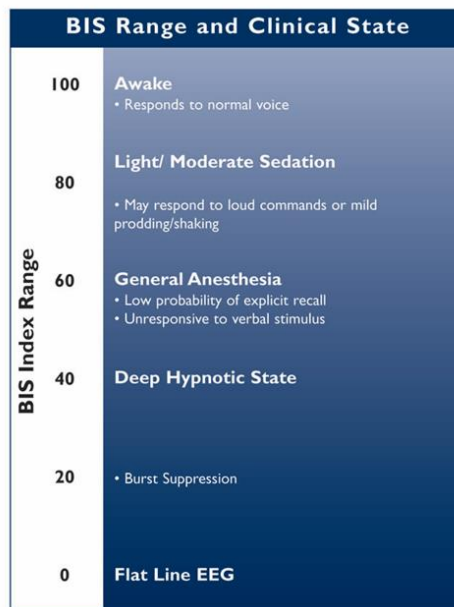 BIS Range and Clinical State
BIS Index Range
100
Awake
• Responds to normal voice
Light/ Moderate Sedation
80
• May respond to loud commands or mild
prodding/shaking
60
General Anesthesia
• Low probability of explicit recall
• Unresponsive to verbal stimulus
40
Deep Hypnotic State
20
• Burst Suppression
0
Flat Line EEG